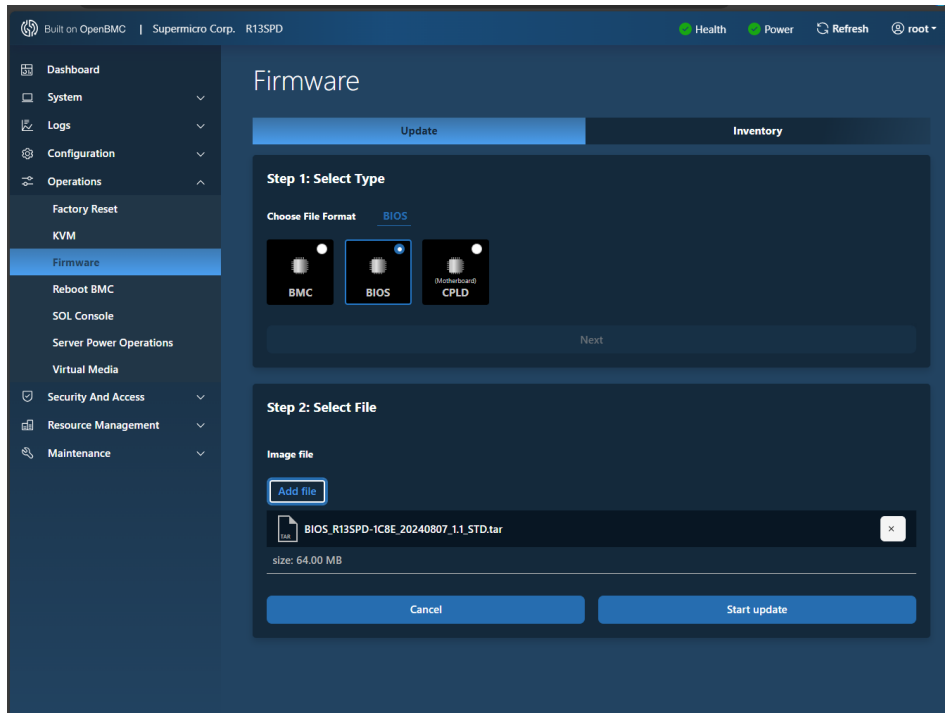 Built on OpenBMC | Supermicro Corp. R13SPD Health Power Refresh root
Dashboard
System
Logs
Configuration
Operations
Factory Reset
KVM
Firmware
Reboot BMC
SOL Console
Server Power Operations
Virtual Media
Security And Access
Resource Management
Maintenance
Firmware
Update Inventory
Step 1: Select Type
Choose File Format BIOS
BMC
BIOS
(Motherboard)
CPLD
Next
Step 2: Select File
Image file
Add file
TAR BIOS_R13SPD-1C8E_20240807_1.1_STD.tar ×
size: 64.00 MB
Cancel Start update